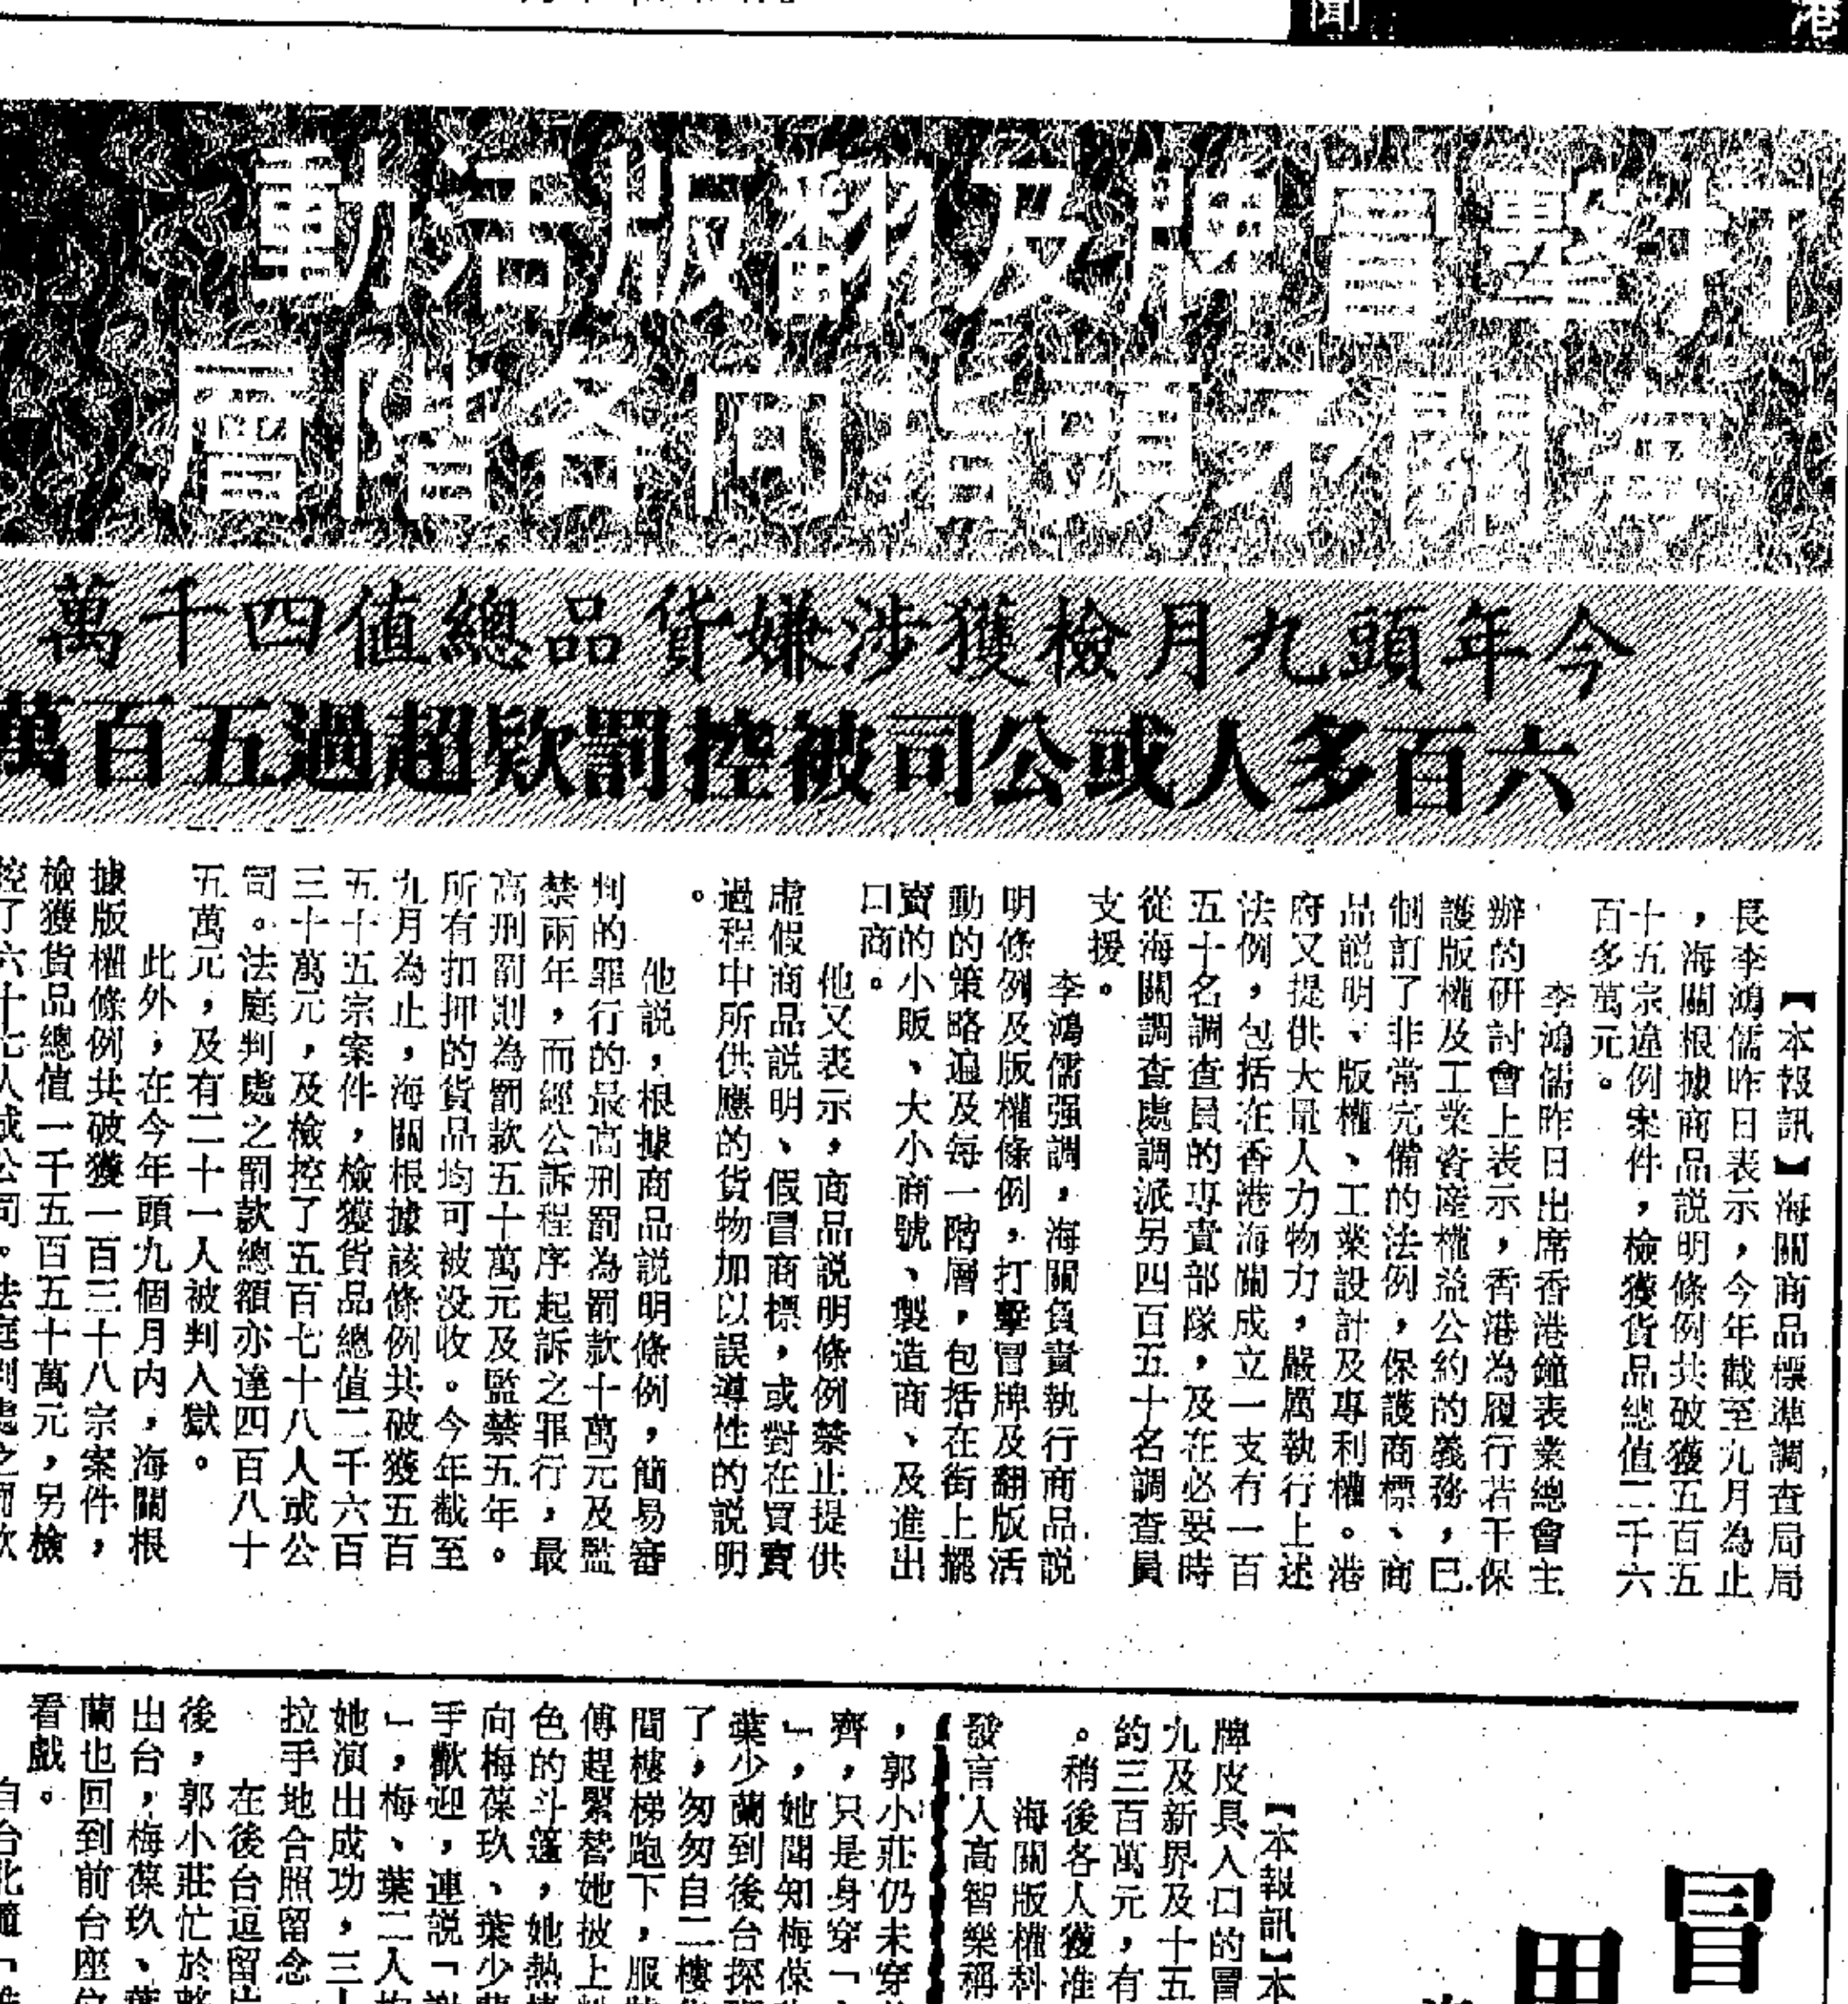 港聞
打擊冒牌及翻版活動
海關矛頭指向各階層
今年頭九月檢獲涉嫌貨品總值四千萬
六百多人或公司被控罰欵超過五百萬
【本報訊】海關商品標準調查局局
長李鴻儒昨日表示，今年截至九月為止
，海關根據商品説明條例共破獲五百五
十五宗違例案件，檢獲貨品總值二千六
百多萬元。
李鴻儒昨日出席香港鐘表業總會主
辦的研討會上表示，香港為履行若干保
護版權及工業資産權益公約的義務，已
制訂了非常完備的法例，保護商標、商
品説明、版權、工業設計及專利權。港
府又提供大量人力物力，嚴厲執行上述
法例，包括在香港海關成立一支有一百
五十名調查員的專責部隊，及在必要時
從海關調查處調派另四百五十名調查員
支援。
李鴻儒强調，海關負責執行商品説
明條例及版權條例，打擊冒牌及翻版活
動的策略遍及每一階層，包括在街上擺
賣的小販、大小商號、製造商、及進出
口商。
他又表示，商品説明條例禁止提供
虛假商品説明、假冒商標，或對在買賣
過程中所供應的貨物加以誤導性的説明
。
他説，根據商品説明條例，簡易審
判的罪行的最高刑罰為罰款十萬元及監
禁兩年，而經公訴程序起訴之罪行，最
高刑罰則為罰款五十萬元及監禁五年。
所有扣押的貨品均可被没收。今年截至
九月為止，海關根據該條例共破獲五百
五十五宗案件，檢獲貨品總值二千六百
三十萬元，及檢控了五百七十八人或公
司。法庭判處之罰款總額亦達四百八十
五萬元，及有二十一人被判入獄。
此外，在今年頭九個月内，海關根
據版權條例共破獲一百三十八宗案件，
檢獲貨品總值一千五百五十萬元，另檢
控了六十七人或公司。法庭判處之罰款
冒
【本報訊】本
牌皮具入口的冒
九及新界及十五
約三百萬元，有
。稍後各人獲准
海關版權科
發言人高智樂稱
，郭小莊仍未穿
齊，只是身穿「
」，她聞知梅葆
葉少蘭到後台探
了，匆匆自二樓
間樓梯跑下，服
傅趕緊替她披上
色的斗篷，她熱
向梅葆玖、葉少
手歡迎，連説「謝
」，梅、葉二人
她演出成功，三
拉手地合照留念
在後台逗留
後，郭小莊忙於
出台，梅葆玖、葉
蘭也回到前台座位
看戲。